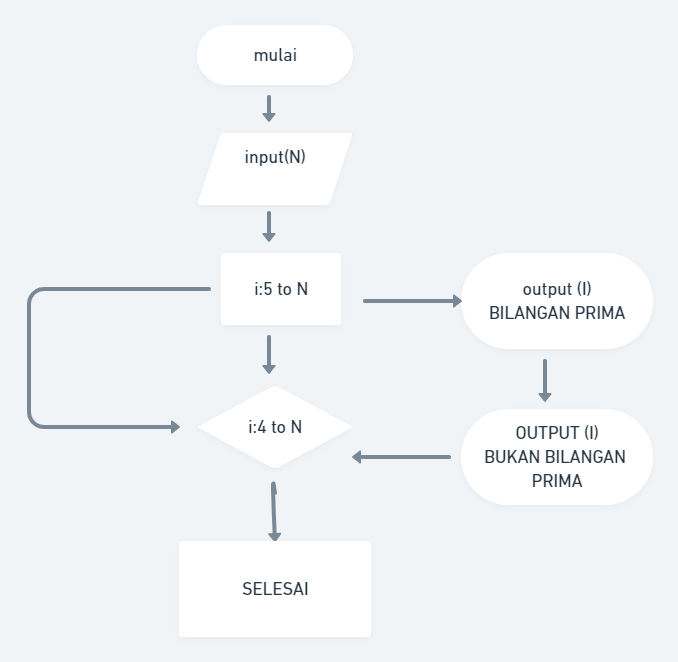 mulai
input(N)
i:5 to N
output (I)
BILANGAN PRIMA
i:4 to N
OUTPUT (I)
BUKAN BILANGAN
PRIMA
SELESAI